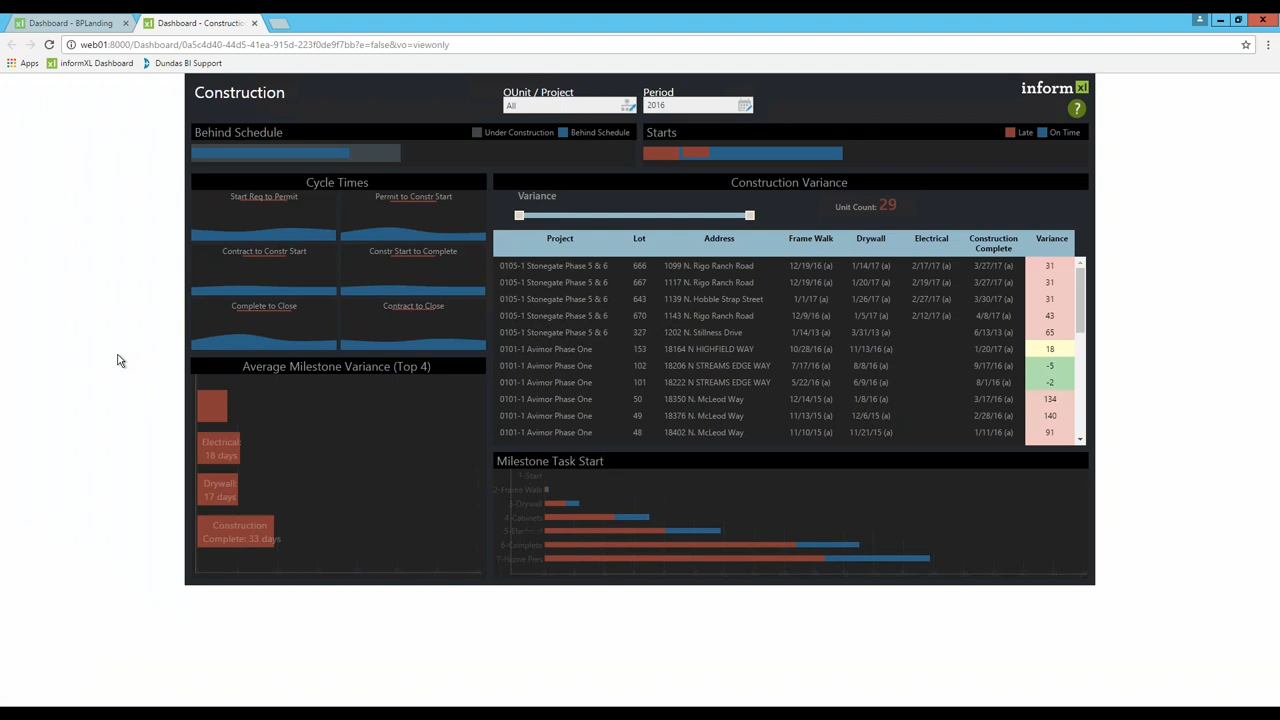 Dashboard - BPLanding
Dashboard - Constructio
web01:8000/Dashboard/0a5c4d40-44d5-41ea-915d-223f0de9f7bb?e=false&vo=viewonly
Apps
informXL Dashboard
Dundas BI Support
Construction
OUnit / Project
All
Period
2016
inform xl
?
Behind Schedule
Under Construction
Behind Schedule
Starts
Late
On Time
Cycle Times
Start Req to Permit
Permit to Constr Start
Contract to Constr Start
Constr Start to Complete
Complete to Close
Contract to Close
Construction Variance
Variance
Unit Count: 29
Project Lot Address Frame Walk Drywall Electrical Construction Complete Variance
0105-1 Stonegate Phase 5 & 6 666 1099 N. Rigo Ranch Road 12/19/16 (a) 1/14/17 (a) 2/17/17 (a) 3/27/17 (a) 31
0105-1 Stonegate Phase 5 & 6 667 1117 N. Rigo Ranch Road 12/19/16 (a) 1/20/17 (a) 2/19/17 (a) 3/27/17 (a) 31
0105-1 Stonegate Phase 5 & 6 643 1139 N. Hobble Strap Street 1/1/17 (a) 1/26/17 (a) 2/27/17 (a) 3/30/17 (a) 31
0105-1 Stonegate Phase 5 & 6 670 1143 N. Rigo Ranch Road 12/9/16 (a) 1/5/17 (a) 2/12/17 (a) 4/8/17 (a) 43
0105-1 Stonegate Phase 5 & 6 327 1202 N. Stillness Drive 1/14/13 (a) 3/31/13 (a) 6/13/13 (a) 65
0101-1 Avimor Phase One 153 18164 N HIGHFIELD WAY 10/28/16 (a) 11/13/16 (a) 1/20/17 (a) 18
0101-1 Avimor Phase One 102 18206 N STREAMS EDGE WAY 7/17/16 (a) 8/8/16 (a) 9/17/16 (a) -5
0101-1 Avimor Phase One 101 18222 N STREAMS EDGE WAY 5/22/16 (a) 6/9/16 (a) 8/1/16 (a) -2
0101-1 Avimor Phase One 50 18350 N. McLeod Way 12/14/15 (a) 1/8/16 (a) 3/17/16 (a) 134
0101-1 Avimor Phase One 49 18376 N. McLeod Way 11/13/15 (a) 12/6/15 (a) 2/28/16 (a) 140
0101-1 Avimor Phase One 48 18402 N. McLeod Way 11/10/15 (a) 11/21/15 (a) 1/11/16 (a) 91
Average Milestone Variance (Top 4)
Electrical:
18 days
Drywall:
17 days
Construction
Complete: 33 days
Milestone Task Start
1-Start
2-Frame Walk
3-Drywall
4-Cabinets
6-Complete